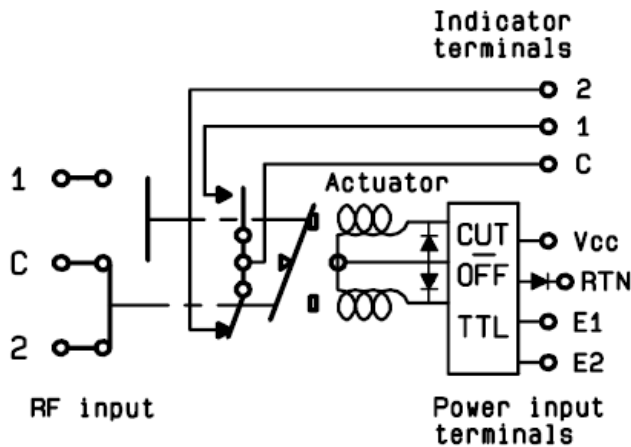 Indicator
terminals
2
1
C
1
C
2
Actuator
CUT
OFF
TTL
Vcc
RTN
E1
E2
RF input
Power input
terminals